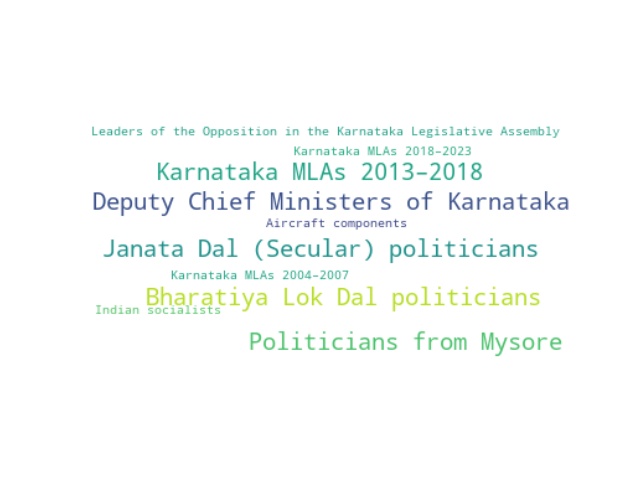 Leaders of the Opposition in the Karnataka Legislative Assembly
Karnataka MLAs 2018–2023
Karnataka MLAs 2013–2018
Deputy Chief Ministers of Karnataka
Aircraft components
Janata Dal (Secular) politicians
Karnataka MLAs 2004–2007
Bharatiya Lok Dal politicians
Indian socialists
Politicians from Mysore